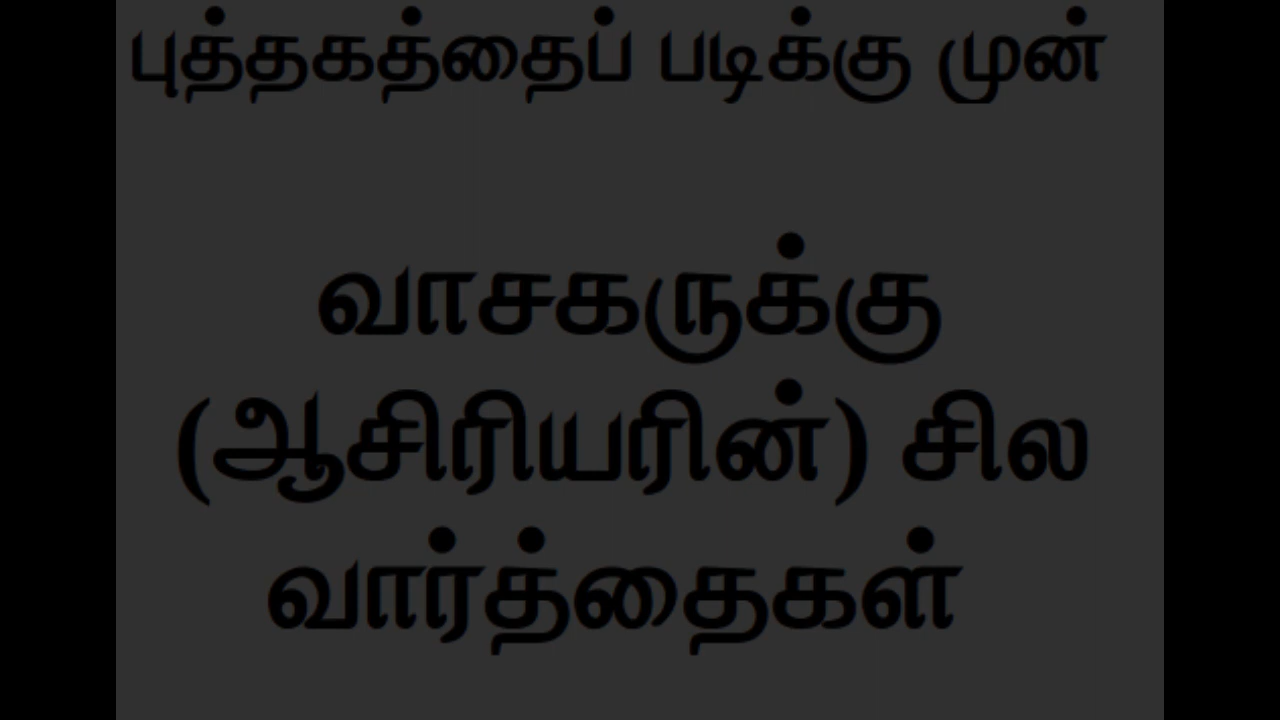 புத்தகத்தைப் படிக்கு முன்
வாசகருக்கு
(ஆசிரியரின்) சில
வார்த்தைகள்